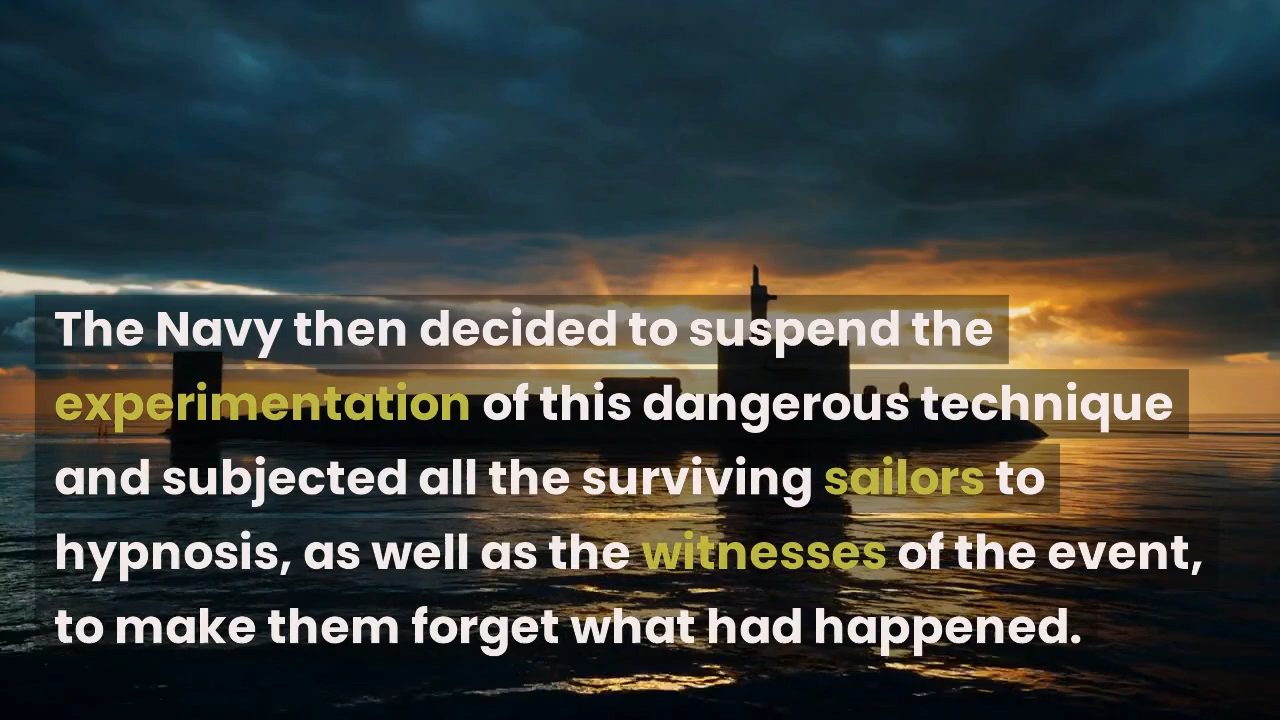 The Navy then decided to suspend the
experimentation of this dangerous technique
and subjected all the surviving sailors to
hypnosis, as well as the witnesses of the event,
to make them forget what had happened.